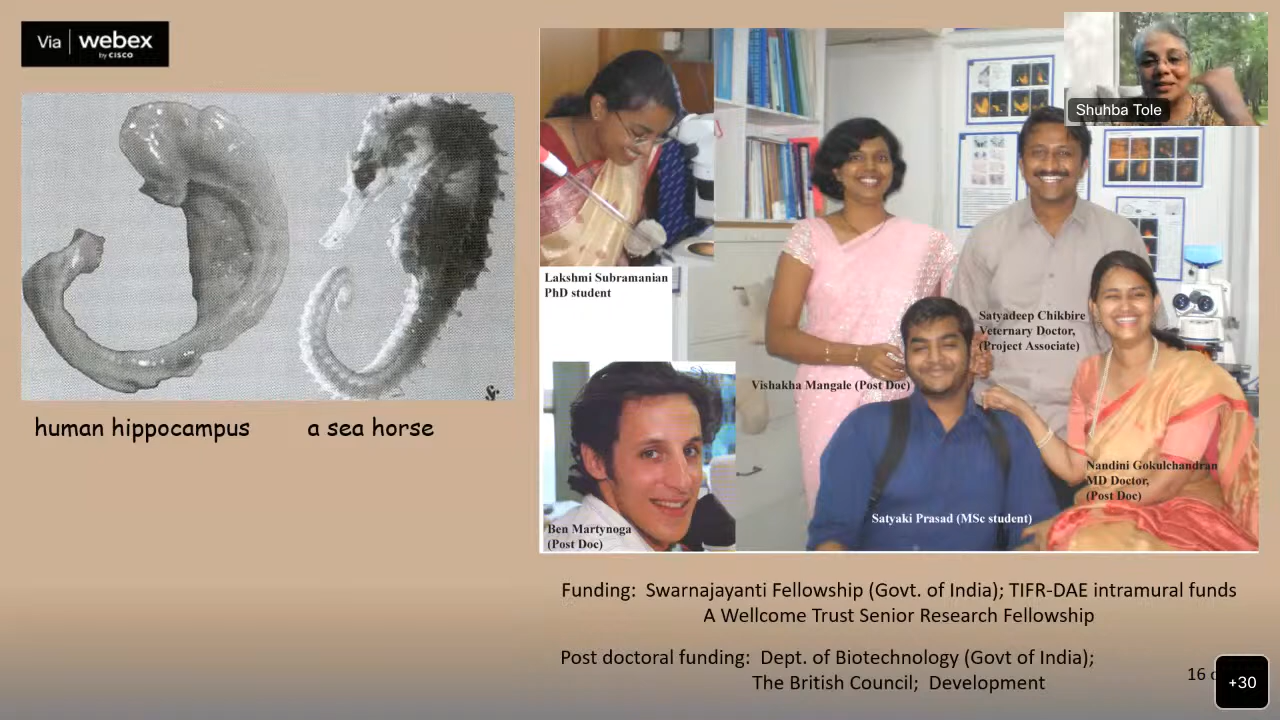 Via webex
by CISCO
Shuhba Tole
Lakshmi Subramanian
PhD student
Satyadeep Chikbire
Veternary Doctor,
(Project Associate)
Vishakha Mangale (Post Doc)
Nandini Gokulchandran
MD Doctor,
(Post Doc)
Satyaki Prasad (MSc student)
Ben Martynoga
(Post Doc)
human hippocampus
a sea horse
Funding: Swarnajayanti Fellowship (Govt. of India); TIFR-DAE intramural funds
A Wellcome Trust Senior Research Fellowship
Post doctoral funding: Dept. of Biotechnology (Govt of India);
The British Council; Development
16
+30